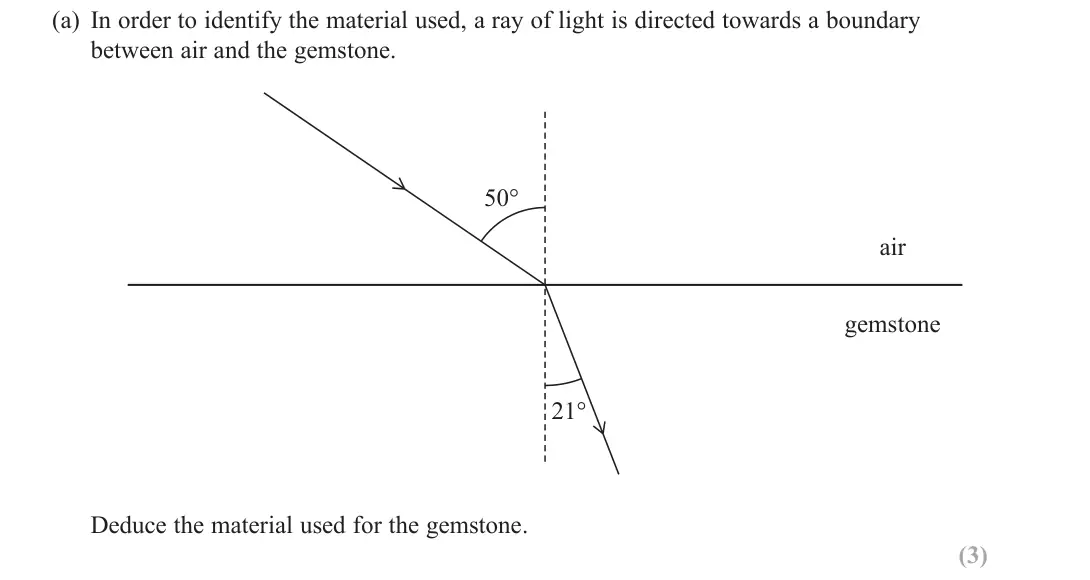 (a) In order to identify the material used, a ray of light is directed towards a boundary
between air and the gemstone.
50°
air
gemstone
21°
Deduce the material used for the gemstone.
(3)